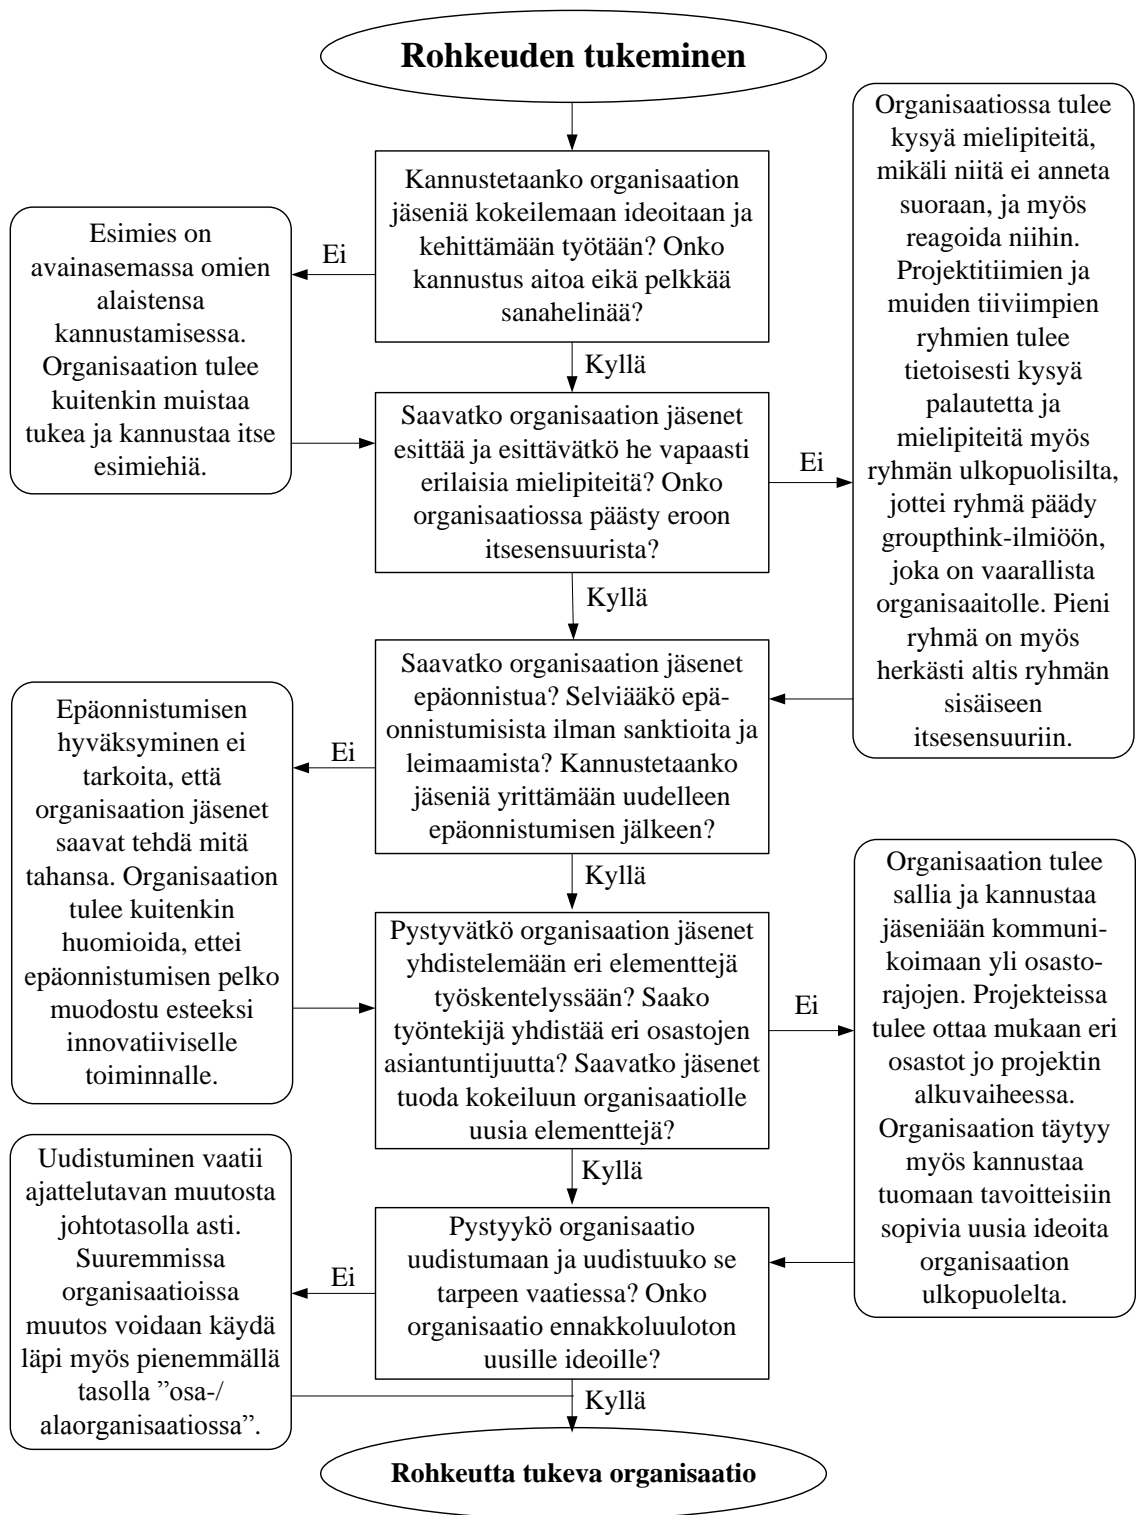 Rohkeuden tukeminen
Kannustetaanko organisaation
jäseniä kokeilemaan ideoitaan ja
kehittämään työtään? Onko
kannustus aitoa eikä pelkkää
sanahelinää?
Ei
Esimies on
avainasemassa omien
alaistensa
kannustamisessa.
Organisaation tulee
kuitenkin muistaa
tukea ja kannustaa itse
esimiehiä.
Kyllä
Saavatko organisaation jäsenet
esittää ja esittävätkö he vapaasti
erilaisia mielipiteitä? Onko
organisaatiossa päästy eroon
itsesensuurista?
Ei
Organisaatiossa tulee
kysyä mielipiteitä,
mikäli niitä ei anneta
suoraan, ja myös
reagoida niihin.
Projektitiimien ja
muiden tiiviimpien
ryhmien tulee
tietoisesti kysyä
palautetta ja
mielipiteitä myös
ryhmän ulkopuolisilta,
jottei ryhmä päädy
groupthink-ilmiöön,
joka on vaarallista
organisaaitolle. Pieni
ryhmä on myös
herkästi altis ryhmän
sisäiseen
itsesensuuriin.
Kyllä
Saavatko organisaation jäsenet
epäonnistua? Selviääkö epä-
onnistumisista ilman sanktioita ja
leimaamista? Kannustetaanko
jäseniä yrittämään uudelleen
epäonnistumisen jälkeen?
Ei
Epäonnistumisen
hyväksyminen ei
tarkoita, että
organisaation jäsenet
saavat tehdä mitä
tahansa. Organisaation
tulee kuitenkin
huomioida, ettei
epäonnistumisen pelko
muodostu esteeksi
innovatiiviselle
toiminnalle.
Kyllä
Pystyvätkö organisaation jäsenet
yhdistelemään eri elementtejä
työskentelyssään? Saako
työntekijä yhdistää eri osastojen
asiantuntijuutta? Saavatko jäsenet
tuoda kokeiluun organisaatiolle
uusia elementtejä?
Ei
Organisaation tulee
sallia ja kannustaa
jäseniään kommuni-
koimaan yli osasto-
rajojen. Projekteissa
tulee ottaa mukaan eri
osastot jo projektin
alkuvaiheessa.
Organisaation täytyy
myös kannustaa
tuomaan tavoitteisiin
sopivia uusia ideoita
organisaation
ulkopuolelta.
Kyllä
Pystyykö organisaatio
uudistumaan ja uudistuuko se
tarpeen vaatiessa? Onko
organisaatio ennakkoluuloton
uusille ideoille?
Ei
Uudistuminen vaatii
ajattelutavan muutosta
johtotasolla asti.
Suuremmissa
organisaatioissa
muutos voidaan käydä
läpi myös pienemmällä
tasolla ”osa-/
alaorganisaatiossa”.
Kyllä
Rohkeutta tukeva organisaatio